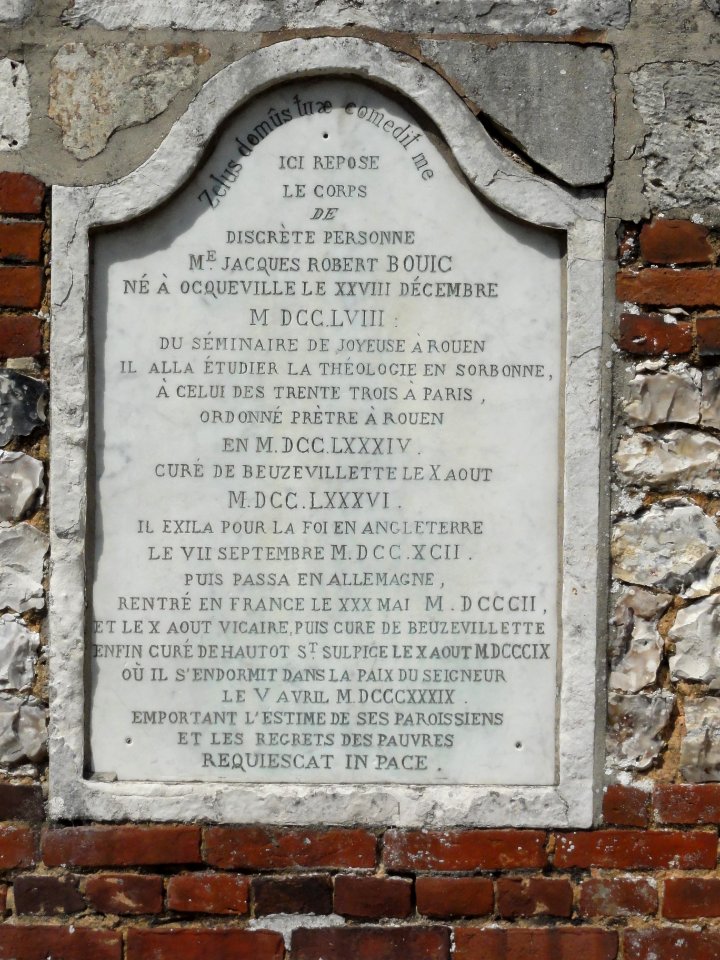 Zelus domûs tuæ comedit me
ICI REPOSE
LE CORPS
DE
DISCRÈTE PERSONNE
M.E JACQUES ROBERT BOUIC
NÉ À OCQUEVILLE LE XXVIII DÉCEMBRE
M DCC.LVIII.
DU SÉMINAIRE DE JOYEUSE À ROUEN
IL ALLA ÉTUDIER LA THÉOLOGIE EN SORBONNE,
À CELUI DES TRENTE TROIS À PARIS,
ORDONNÉ PRÈTRE À ROUEN
EN M.DCC.LXXXIV.
CURÉ DE BEUZEVILLETTE LE X AOUT
M.DCC.LXXXVI.
IL EXILA POUR LA FOI EN ANGLETERRE
LE VII SEPTEMBRE M.DCC.XCII.
PUIS PASSA EN ALLEMAGNE,
RENTRÉ EN FRANCE LE XXX MAI M.DCCCII,
ET LE X AOUT VICAIRE, PUIS CURE DE BEUZEVILLETTE
ENFIN CURÉ DE HAUTOT S.T SULPICE LE X AOUT MDCCCIX
OÙ IL S'ENDORMIT DANS LA PAIX DU SEIGNEUR
LE V AVRIL MDCCCXXXIX.
EMPORTANT L'ESTIME DE SES PAROISSIENS
ET LES REGRETS DES PAUVRES
REQUIESCAT IN PACE.